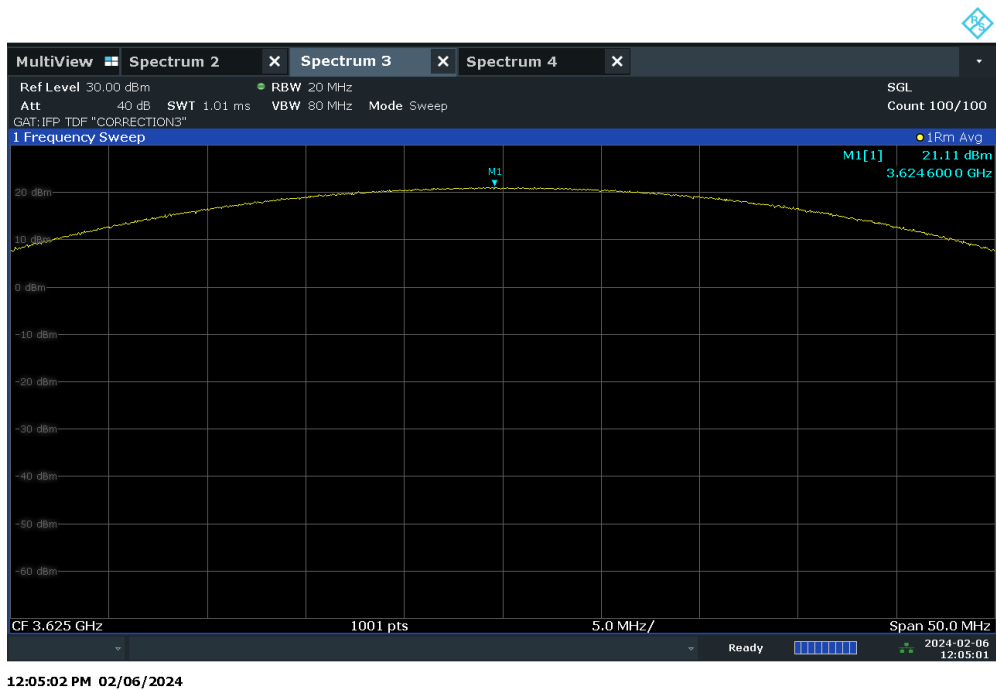 R S
MultiView Spectrum 2 X Spectrum 3 X Spectrum 4 X
Ref Level 30.00 dBm RBW 20 MHz SGL
Att 40 dB SWT 1.01 ms VBW 80 MHz Mode Sweep Count 100/100
GAT:IFP TDF "CORRECTION3"
1 Frequency Sweep 1Rm Avg
M1[1] 21.11 dBm
3.6246000 GHz
M1
20 dBm
10 dBm
0 dBm
-10 dBm
-20 dBm
-30 dBm
-40 dBm
-50 dBm
-60 dBm
CF 3.625 GHz 1001 pts 5.0 MHz/ Span 50.0 MHz
Ready 2024-02-06
12:05:01
12:05:02 PM 02/06/2024